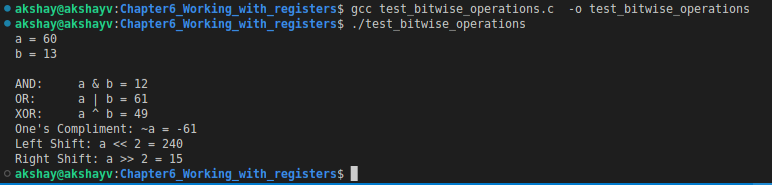 akshay@akshayv:Chapter6_Working_with_registers$ gcc test_bitwise_operations.c  -o test_bitwise_operations
akshay@akshayv:Chapter6_Working_with_registers$ ./test_bitwise_operations
a = 60
b = 13
AND:     a & b = 12
OR:      a | b = 61
XOR:     a ^ b = 49
One's Compliment: ~a = -61
Left Shift: a << 2 = 240
Right Shift: a >> 2 = 15
akshay@akshayv:Chapter6_Working_with_registers$